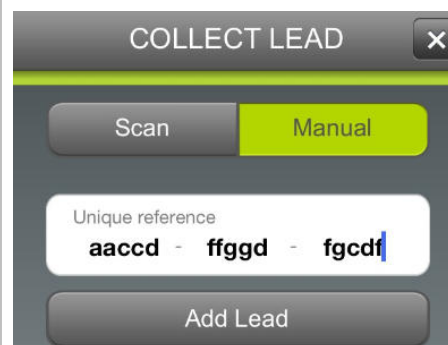 COLLECT LEAD ×
Scan Manual
Unique reference
aaccd - ffggd - fgcdf
Add Lead